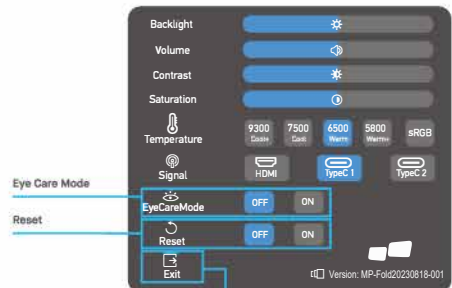 Backlight
Volume
Contrast
Saturation
Temperature
9300 Cool+
7500 Cool
6500 Warm
5800 Warm+
sRGB
Signal
HDMI
TypeC 1
TypeC 2
Eye Care Mode
EyeCareMode
OFF ON
Reset
Reset
OFF ON
Exit
Version: MP-Fold20230818-001